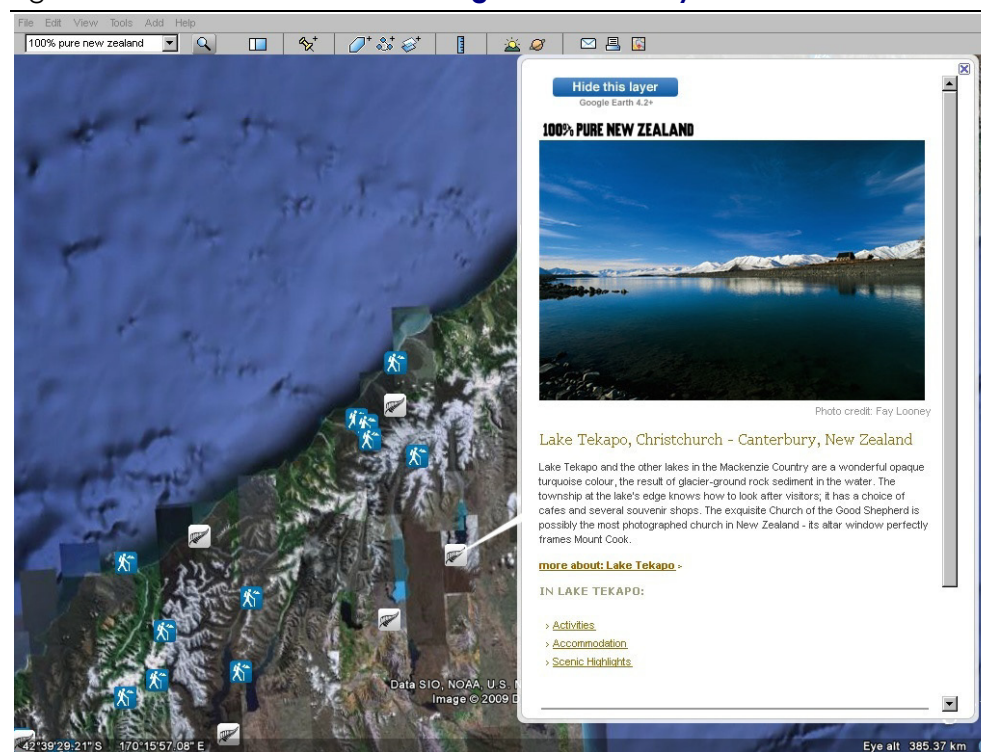 File Edit View Tools Add Help
100% pure new zealand
Hide this layer
Google Earth 4.2+
100% PURE NEW ZEALAND
Photo credit: Fay Looney
Lake Tekapo, Christchurch - Canterbury, New Zealand
Lake Tekapo and the other lakes in the Mackenzie Country are a wonderful opaque
turquoise colour, the result of glacier-ground rock sediment in the water. The
township at the lake's edge knows how to look after visitors; it has a choice of
cafes and several souvenir shops. The exquisite Church of the Good Shepherd is
possibly the most photographed church in New Zealand - its altar window perfectly
frames Mount Cook.
more about: Lake Tekapo >
IN LAKE TEKAPO:
> Activities
> Accommodation
> Scenic Highlights
Data SIO, NOAA, U.S.
Image © 2009
42°39'29.21" S 170°15'57.08" E
Eye alt 385.37 km